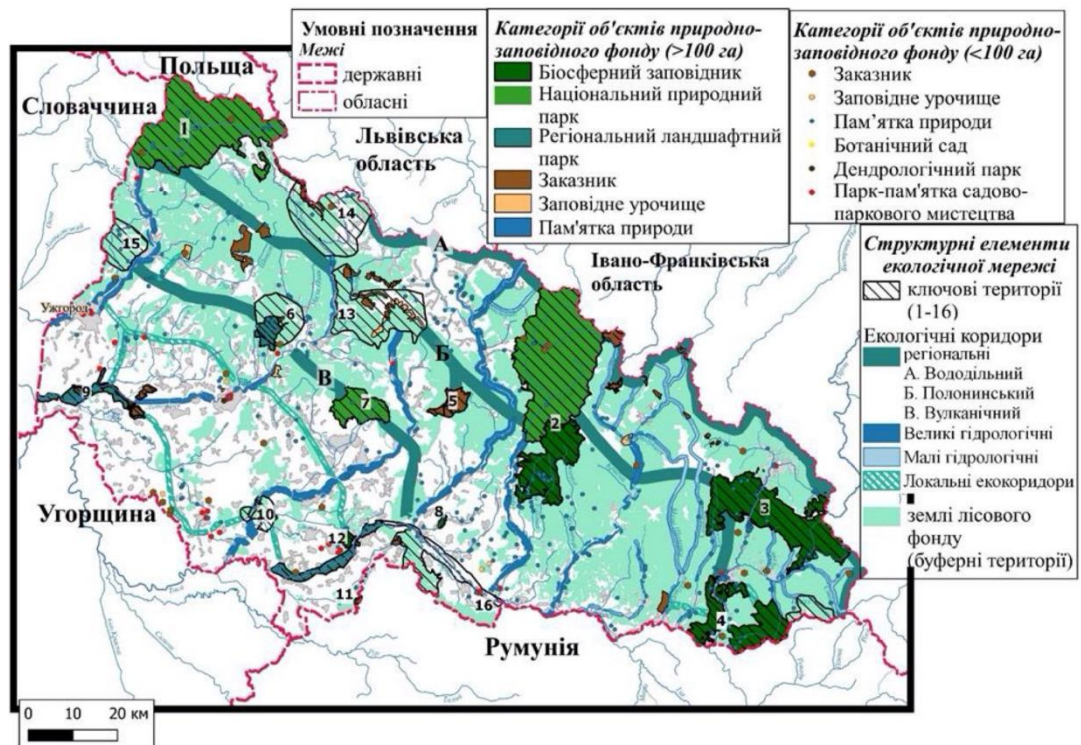 Умовні позначення
Межі
державні
обласні
Категорії об'єктів природно-
заповідного фонду (>100 га)
Біосферний заповідник
Національний природний
парк
Регіональний ландшафтний
парк
Заказник
Заповідне урочище
Пам'ятка природи
Категорії об'єктів природно-
заповідного фонду (<100 га)
Заказник
Заповідне урочище
Пам’ятка природи
Ботанічний сад
Дендрологічний парк
Парк-пам'ятка садово-
паркового мистецтва
Структурні елементи
екологічної мережі
ключові території
(1-16)
Екологічні коридори
регіональні
А. Вододільний
Б. Полонинський
В. Вулканічний
Великі гідрологічні
Малі гідрологічні
Локальні екокоридори
землі лісового
фонду
(буферні території)
Польща
Словаччина
1
Львівська
область
14
А
15
Івано-Франківська
область
Ужгород
6
13
Б
В
9
7
5
2
Угорщина
10
8
3
12
11
16
4
Румунія
0 10 20 км